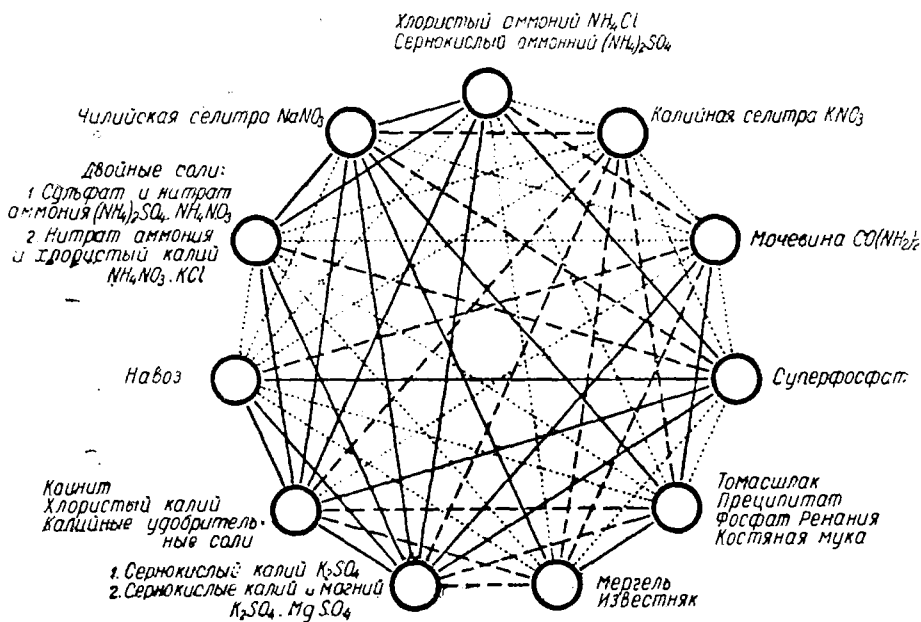 Хлористый аммоний NH₄Cl
Сернокислый аммонний (NH₄)₂SO₄
Чилийская селитра NaNO₃
Калийная селитра KNO₃
Двойные соли:
1 Сульфат и нитрат
аммония (NH₄)₂SO₄. NH₄NO₃
2. Нитрат аммония
и хлористый калий
NH₄NO₃. KCl
Мочевина CO(NH₂)₂
Навоз
Суперфосфат
Каинит
Хлористый калий
Калийные удобритель-
ные соли
Томасшлак
Преципитат
Фосфат Ренания
Костяная мука
1. Сернокислый калий K₂SO₄
2. Сернокислые калий и магний
K₂SO₄. MgSO₄
Мергель
Известняк